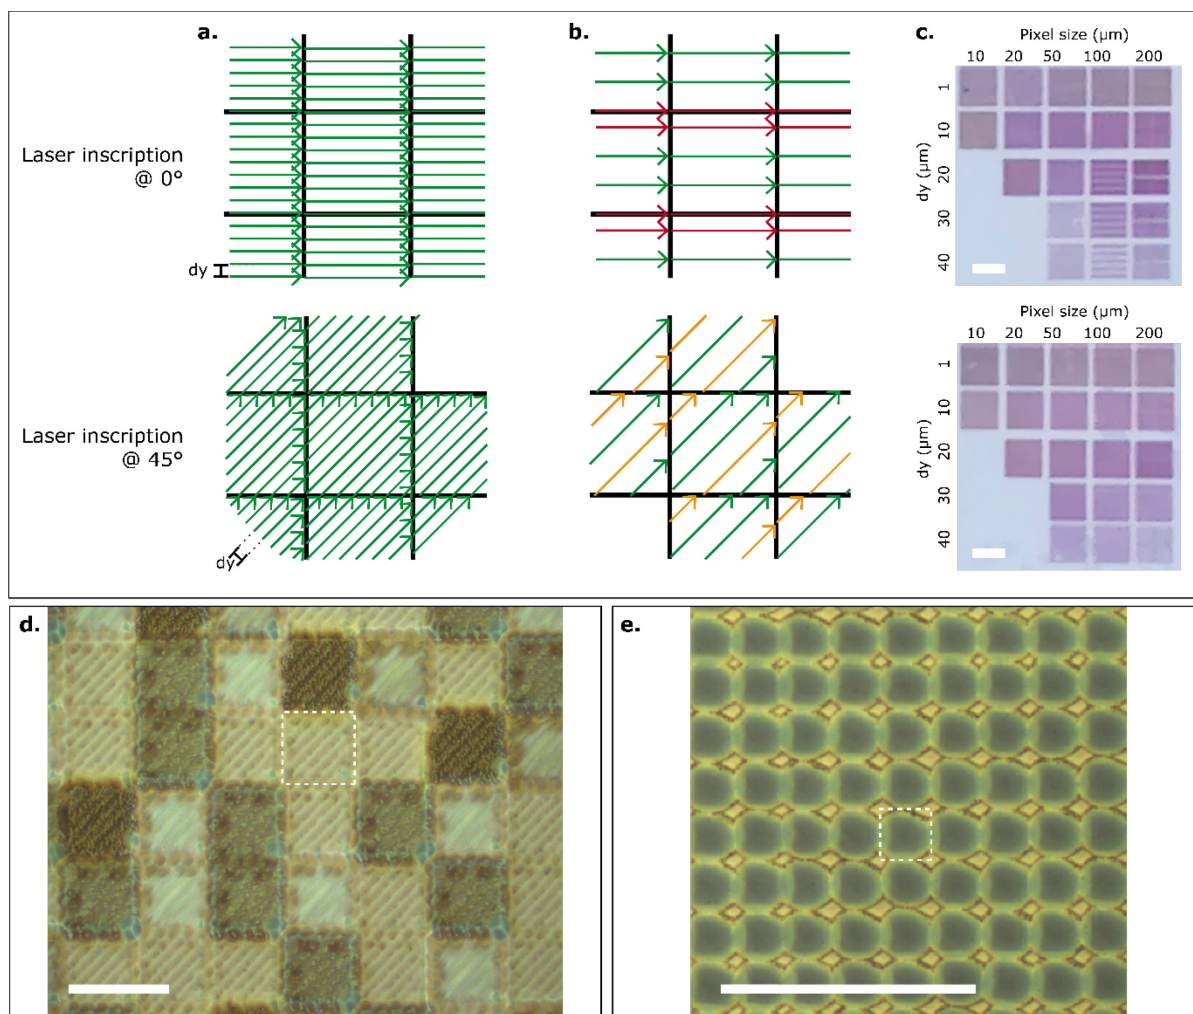 a.
b.
c.
Pixel size (µm)
10 20 50 100 200
1
10
20
30
40
dy (µm)
Laser inscription
@ 0°
dy
Pixel size (µm)
10 20 50 100 200
1
10
20
30
40
dy (µm)
Laser inscription
@ 45°
dy
d.
e.